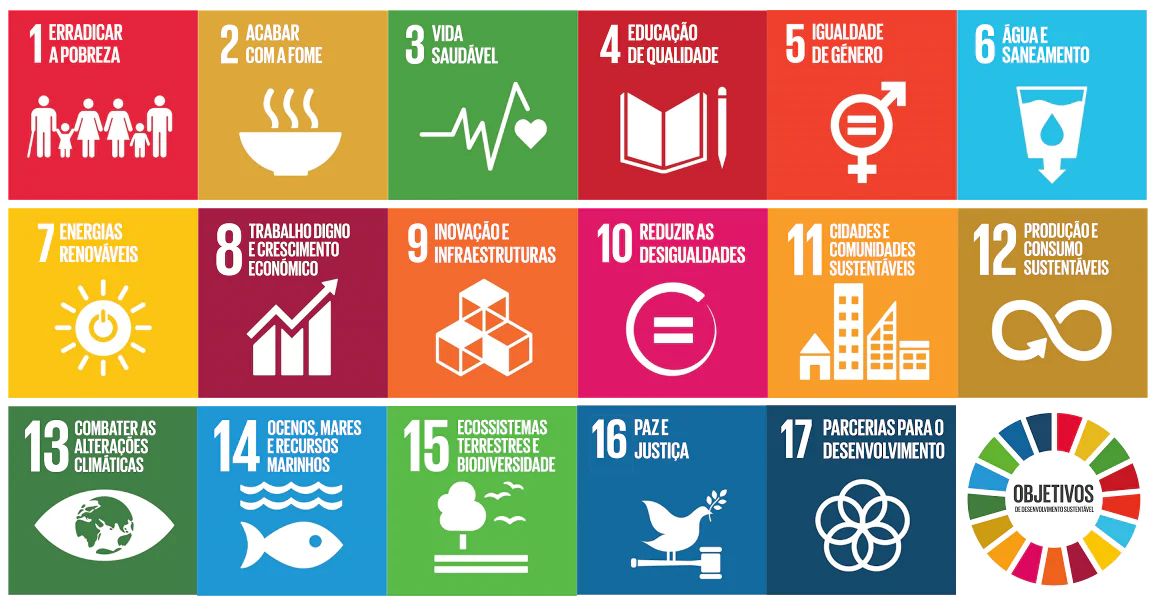 1 ERRADICAR
A POBREZA
2 ACABAR
COM A FOME
3 VIDA
SAUDÁVEL
4 EDUCAÇÃO
DE QUALIDADE
5 IGUALDADE
DE GÉNERO
6 ÁGUA E
SANEAMENTO
7 ENERGIAS
RENOVÁVEIS
8 TRABALHO DIGNO
E CRESCIMENTO
ECONÓMICO
9 INOVAÇÃO E
INFRAESTRUTURAS
10 REDUZIR AS
DESIGUALDADES
11 CIDADES E
COMUNIDADES
SUSTENTÁVEIS
12 PRODUÇÃO E
CONSUMO
SUSTENTÁVEIS
13 COMBATER AS
ALTERAÇÕES
CLIMÁTICAS
14 OCENOS, MARES
E RECURSOS
MARINHOS
15 ECOSSISTEMAS
TERRESTRES E
BIODIVERSIDADE
16 PAZ E
JUSTIÇA
17 PARCERIAS PARA O
DESENVOLVIMENTO
OBJETIVOS
DE DESENVOLVIMENTO SUSTENTÁVEL